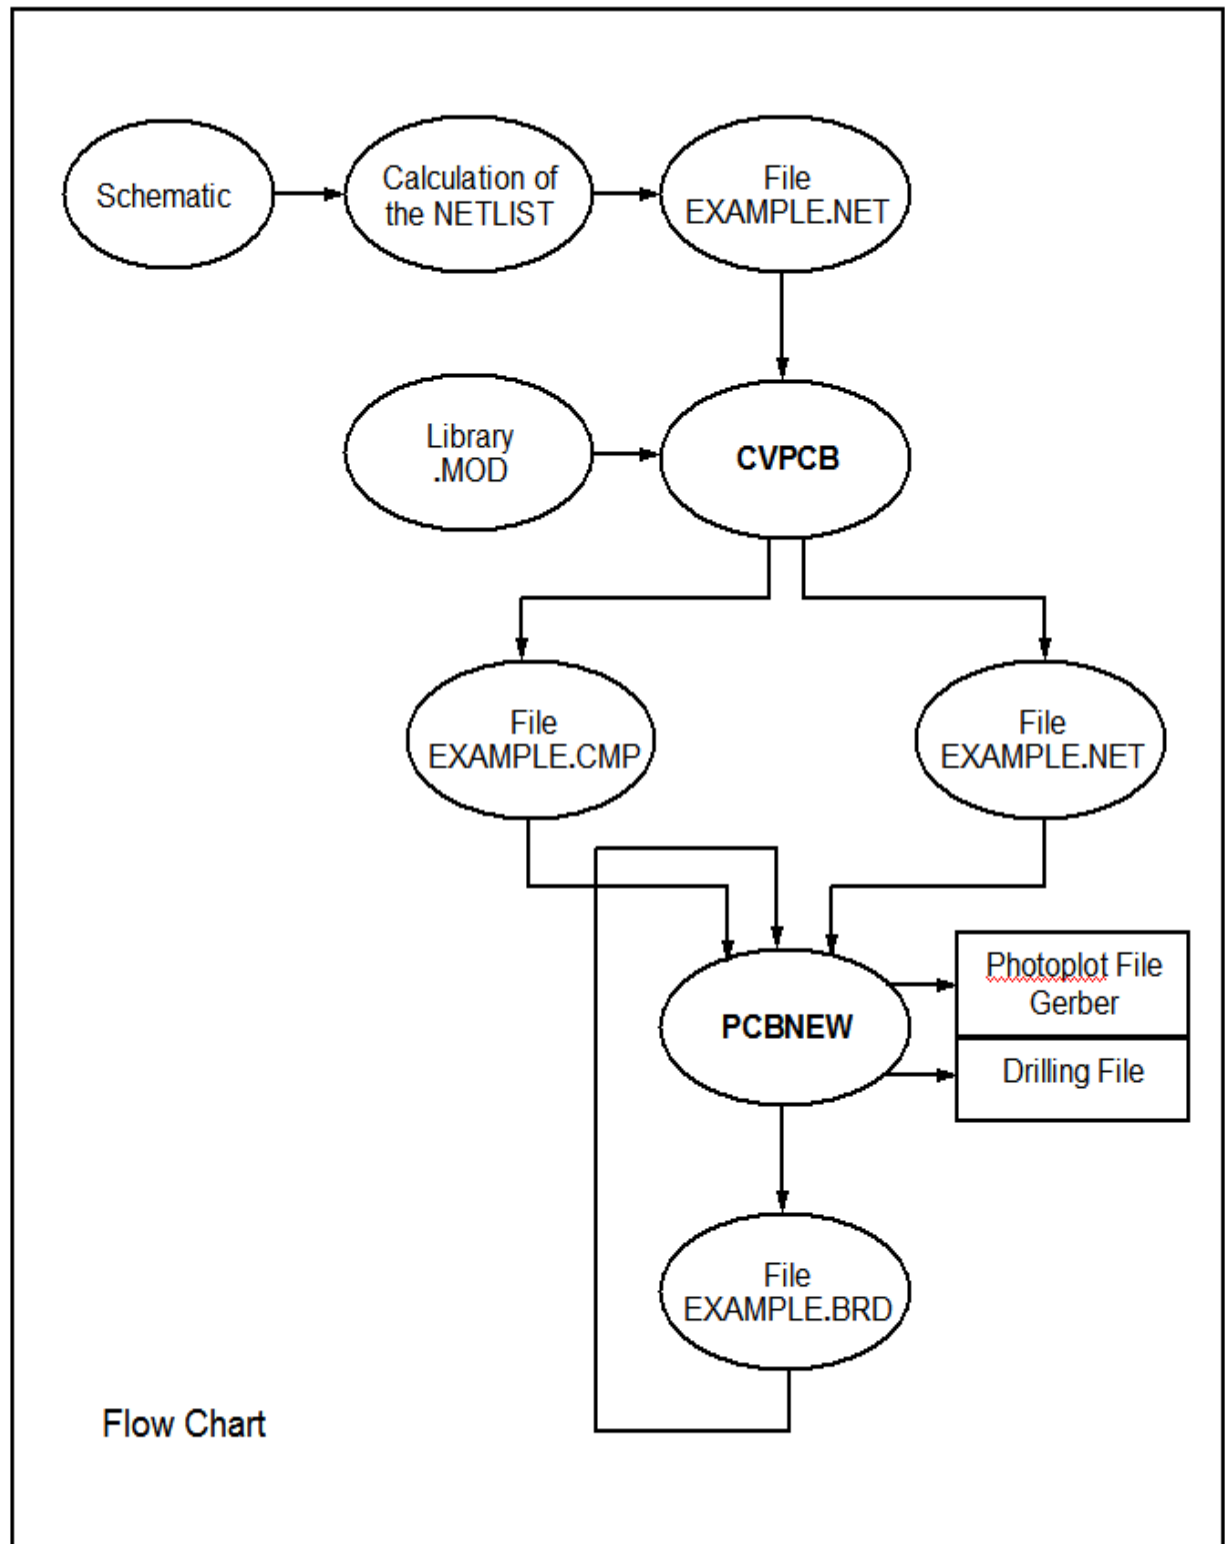 Schematic
Calculation of
the NETLIST
File
EXAMPLE.NET
Library
.MOD
CVPCB
File
EXAMPLE.CMP
File
EXAMPLE.NET
Photoplot File
Gerber
PCBNEW
Drilling File
File
EXAMPLE.BRD
Flow Chart